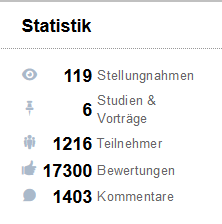 Statistik
119 Stellungnahmen
6 Studien &
Vorträge
1216 Teilnehmer
17300 Bewertungen
1403 Kommentare